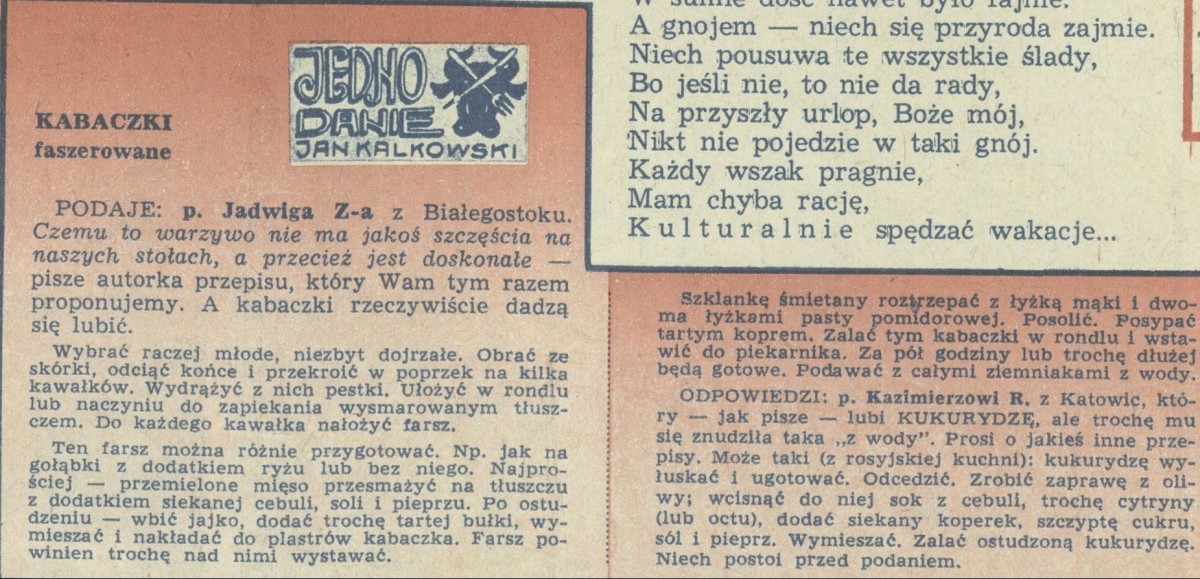 JEDNO
DANIE
JAN KALKOWSKI
KABACZKI
faszerowane
PODAJE: p. Jadwiga Z-a z Białegostoku.
Czemu to warzywo nie ma jakoś szczęścia na
naszych stołach, a przecież jest doskonałe —
pisze autorka przepisu, który Wam tym razem
proponujemy. A kabaczki rzeczywiście dadzą
się lubić.
Wybrać raczej młode, niezbyt dojrzałe. Obrać ze
skórki, odciąć końce i przekroić w poprzek na kilka
kawałków. Wydrążyć z nich pestki. Ułożyć w rondlu
lub naczyniu do zapiekania wysmarowanym tłusz-
czem. Do każdego kawałka nałożyć farsz.
Ten farsz można różnie przygotować. Np. jak na
gołąbki z dodatkiem ryżu lub bez niego. Najpro-
ściej — przemielone mięso przesmażyć na tłuszczu
z dodatkiem siekanej cebuli, soli i pieprzu. Po ostu-
dzeniu — wbić jajko, dodać trochę tartej bułki, wy-
mieszać i nakładać do plastrów kabaczka. Farsz po-
winien trochę nad nimi wystawać.
W sumie dość nawet było fajnie.
A gnojem — niech się przyroda zajmie.
Niech pousuwa te wszystkie ślady,
Bo jeśli nie, to nie da rady,
Na przyszły urlop, Boże mój,
Nikt nie pojedzie w taki gnój.
Każdy wszak pragnie,
Mam chyba rację,
Kulturalnie spędzać wakacje...
Szklankę śmietany roztrzepać z łyżką mąki i dwo-
ma łyżkami pasty pomidorowej. Posolić. Posypać
tartym koprem. Zalać tym kabaczki w rondlu i wsta-
wić do piekarnika. Za pół godziny lub trochę dłużej
będą gotowe. Podawać z całymi ziemniakami z wody.
ODPOWIEDZI: p. Kazimierzowi R. z Katowic, któ-
ry — jak pisze — lubi KUKURYDZĘ, ale trochę mu
się znudziła taka „z wody”. Prosi o jakieś inne prze-
pisy. Może taki (z rosyjskiej kuchni): kukurydzę wy-
łuskać i ugotować. Odcedzić. Zrobić zaprawę z oli-
wy; wcisnąć do niej sok z cebuli, trochę cytryny
(lub octu), dodać siekany koperek, szczyptę cukru,
sól i pieprz. Wymieszać. Zalać ostudzoną kukurydzę.
Niech postoi przed podaniem.